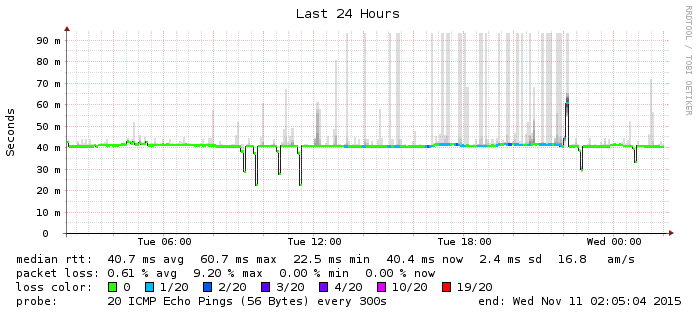 Last 24 Hours
RRDTOOL / TOBI OETIKER
Seconds
90 m
80 m
70 m
60 m
50 m
40 m
30 m
20 m
10 m
0
Tue 06:00 Tue 12:00 Tue 18:00 Wed 00:00
median rtt: 40.7 ms avg 60.7 ms max 22.5 ms min 40.4 ms now 2.4 ms sd 16.8 am/s
packet loss: 0.61 % avg 9.20 % max 0.00 % min 0.00 % now
loss color: 0 1/20 2/20 3/20 4/20 10/20 19/20
probe: 20 ICMP Echo Pings (56 Bytes) every 300s end: Wed Nov 11 02:05:04 2015